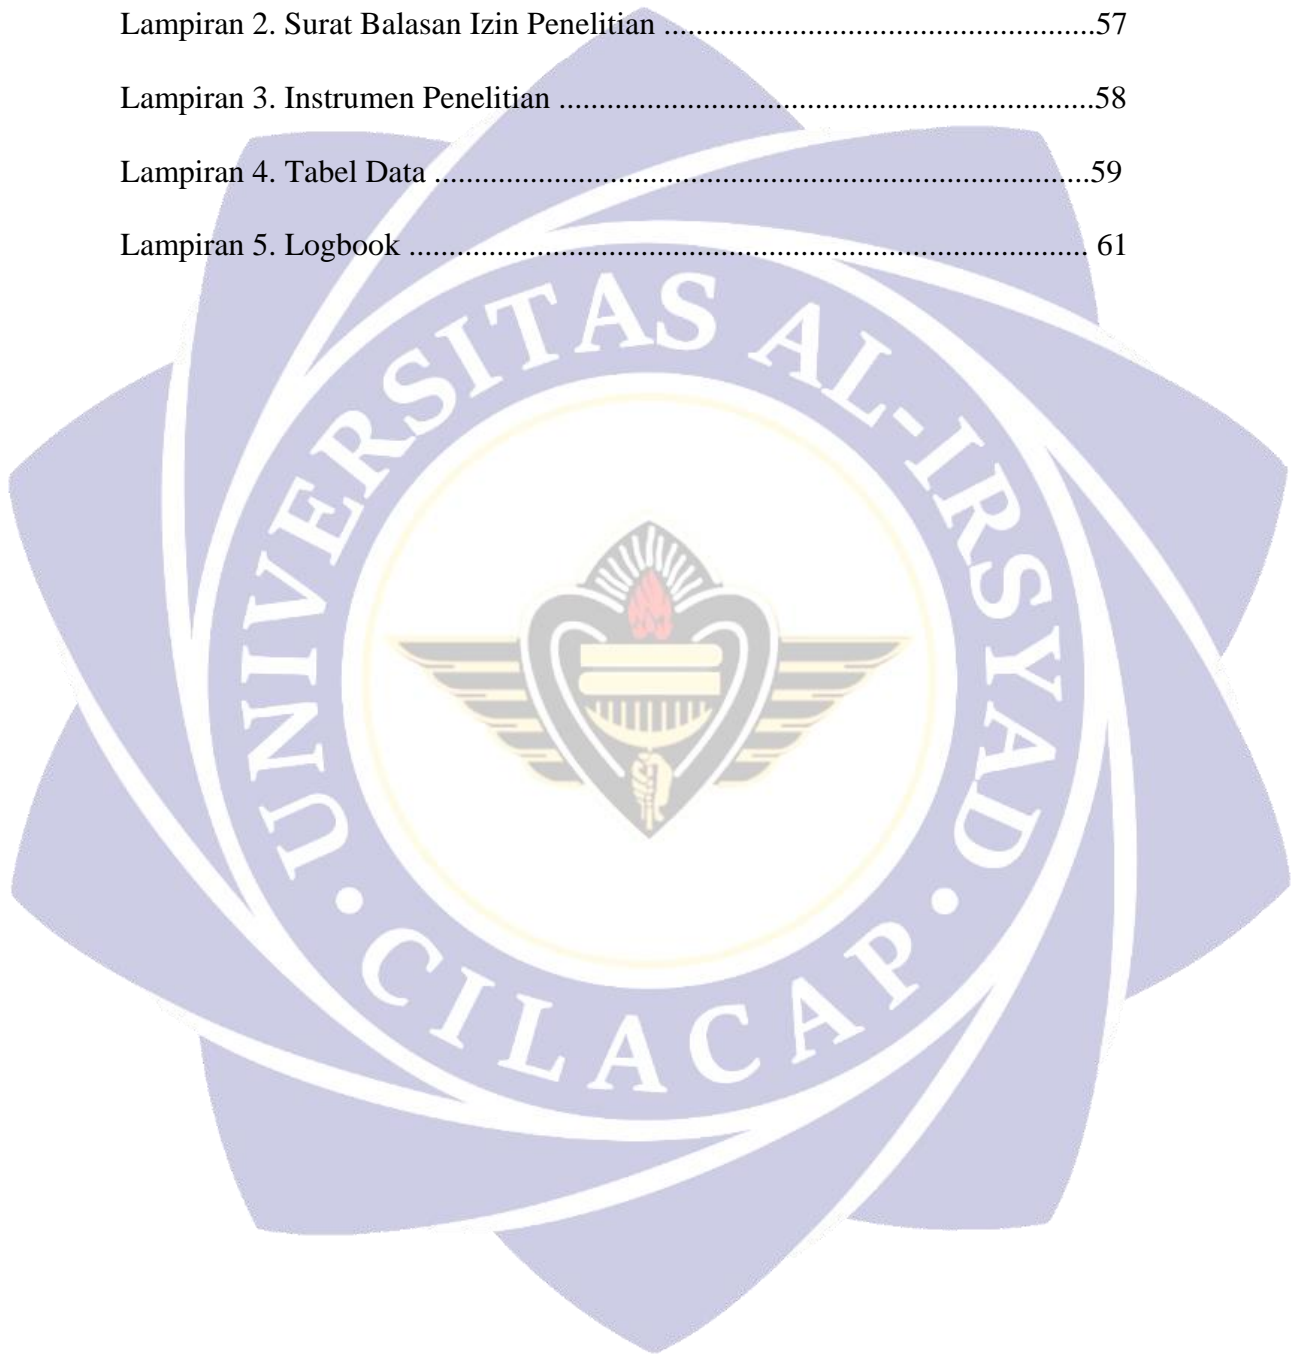 Lampiran 2. Surat Balasan Izin Penelitian ......................................................57
Lampiran 3. Instrumen Penelitian ...................................................................58
Lampiran 4. Tabel Data ..................................................................................59
Lampiran 5. Logbook ..................................................................................... 61
UNIVERSITAS AL-IRSYAD
• CILACAP •